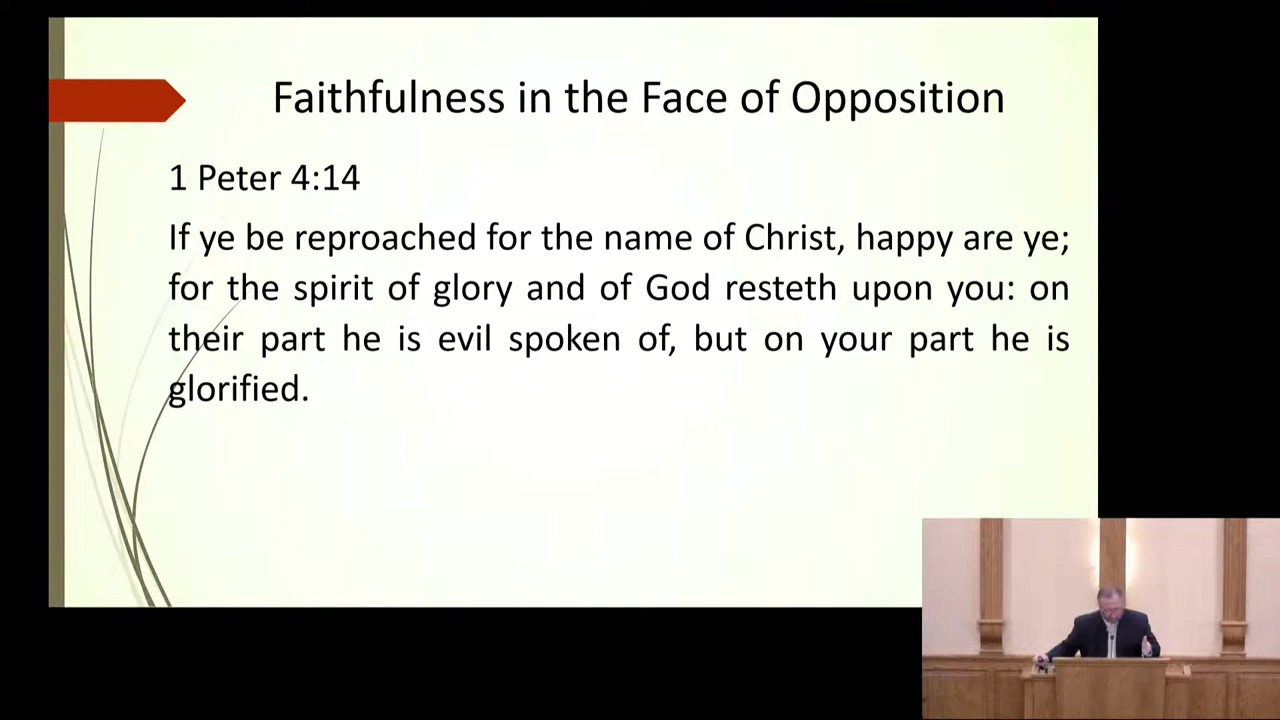 Faithfulness in the Face of Opposition
1 Peter 4:14
If ye be reproached for the name of Christ, happy are ye;
for the spirit of glory and of God resteth upon you: on
their part he is evil spoken of, but on your part he is
glorified.